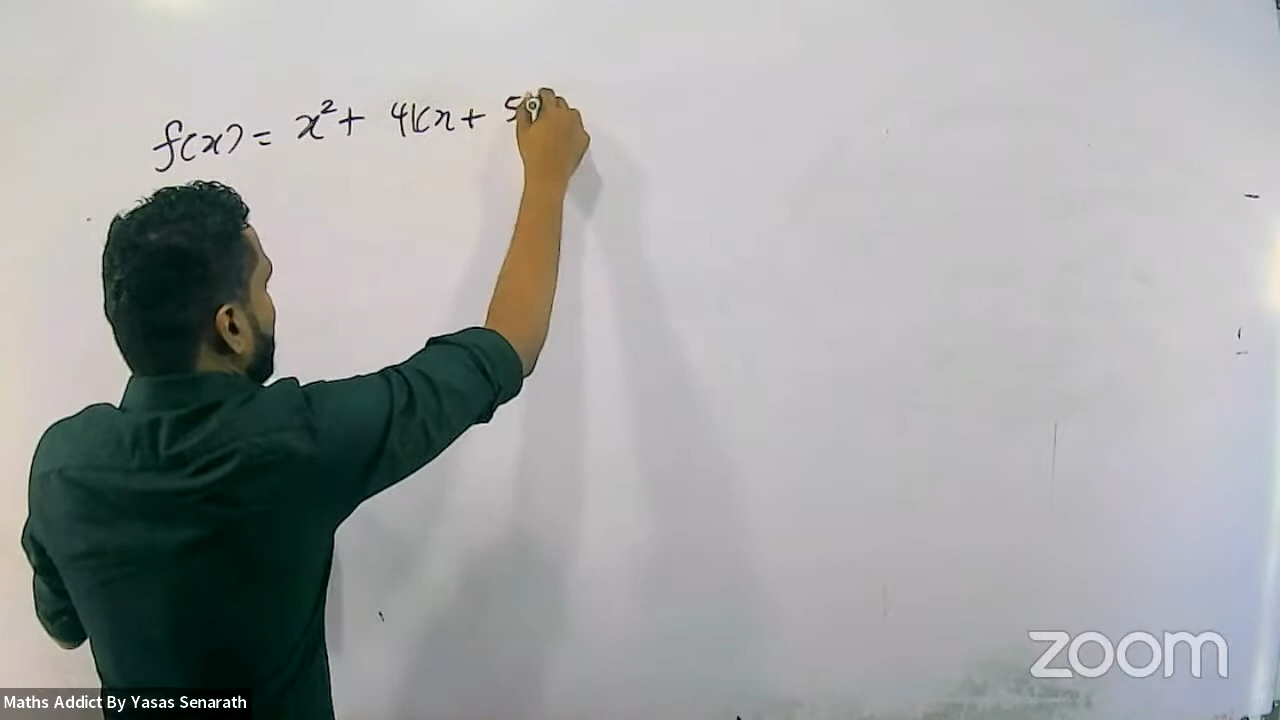 f(x) = x² + 4kx + 5
zoom
Maths Addict By Yasas Senarath